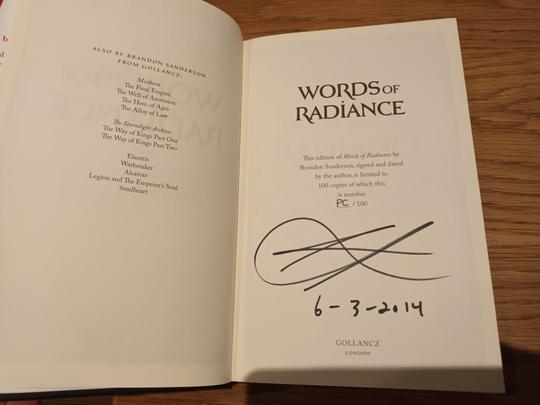 ALSO BY BRANDON SANDERSON
FROM GOLLANCZ.
Mistborn
The Final Empire
The Well of Ascension
The Hero of Ages
The Alloy of Law
The Stormlight Archive
The Way of Kings Part One
The Way of Kings Part Two
Elantris
Warbreaker
Alcatraz
Legion and The Emperor's Soul
Steelheart
WORDS OF
RADIANCE
This edition of Words of Radiance by
Brandon Sanderson, signed and dated
by the author, is limited to
100 copies of which this
is number
PC / 100
6-3-2014
GOLLANCZ
LONDON